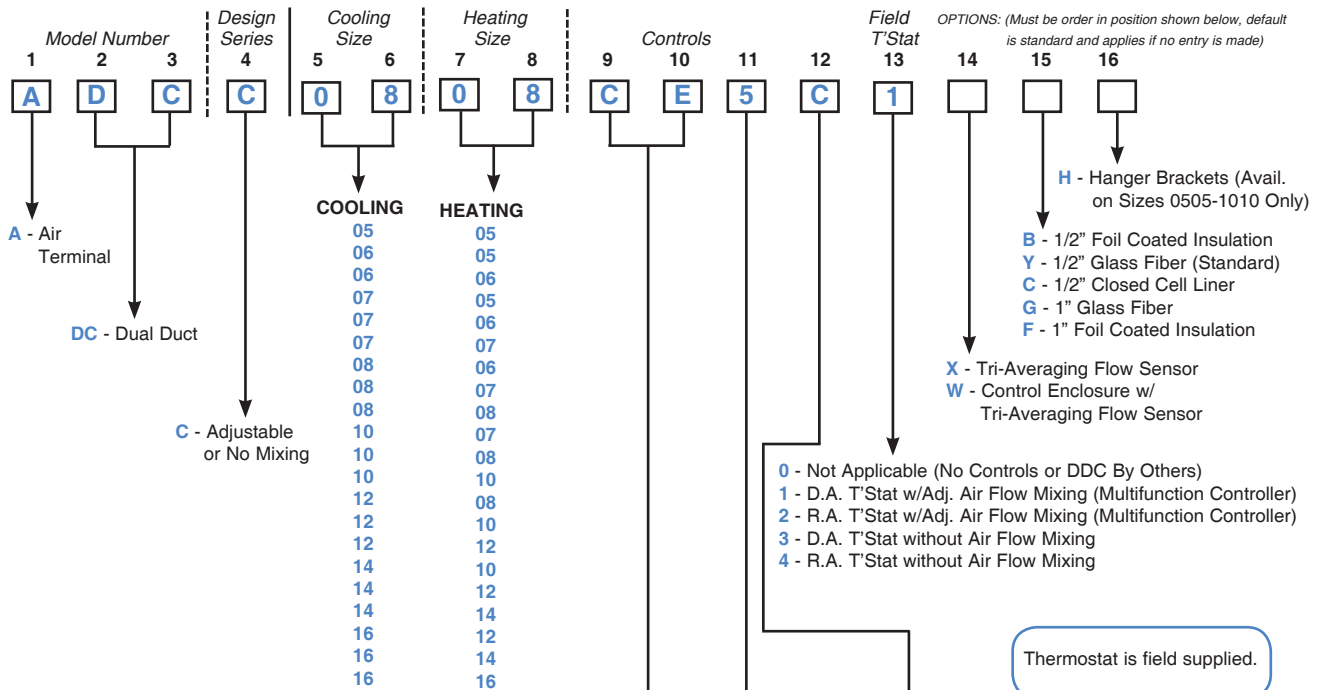 Model Number
Design
Series
Cooling
Size
Heating
Size
Controls
Field
T'Stat
OPTIONS: (Must be order in position shown below, default
is standard and applies if no entry is made)
1 2 3 4 5 6 7 8 9 10 11 12 13 14 15 16
A D C C 0 8 0 8 C E 5 C 1
A - Air
Terminal
DC - Dual Duct
C - Adjustable
or No Mixing
COOLING HEATING
05 05
06 05
06 06
07 05
07 06
07 07
08 06
08 07
08 08
10 07
10 08
10 10
12 08
12 10
12 12
14 10
14 12
14 14
16 12
16 14
16 16
H - Hanger Brackets (Avail.
on Sizes 0505-1010 Only)
B - 1/2” Foil Coated Insulation
Y - 1/2” Glass Fiber (Standard)
C - 1/2” Closed Cell Liner
G - 1” Glass Fiber
F - 1” Foil Coated Insulation
X - Tri-Averaging Flow Sensor
W - Control Enclosure w/
Tri-Averaging Flow Sensor
0 - Not Applicable (No Controls or DDC By Others)
1 - D.A. T'Stat w/Adj. Air Flow Mixing (Multifunction Controller)
2 - R.A. T'Stat w/Adj. Air Flow Mixing (Multifunction Controller)
3 - D.A. T'Stat without Air Flow Mixing
4 - R.A. T'Stat without Air Flow Mixing
Thermostat is field supplied.